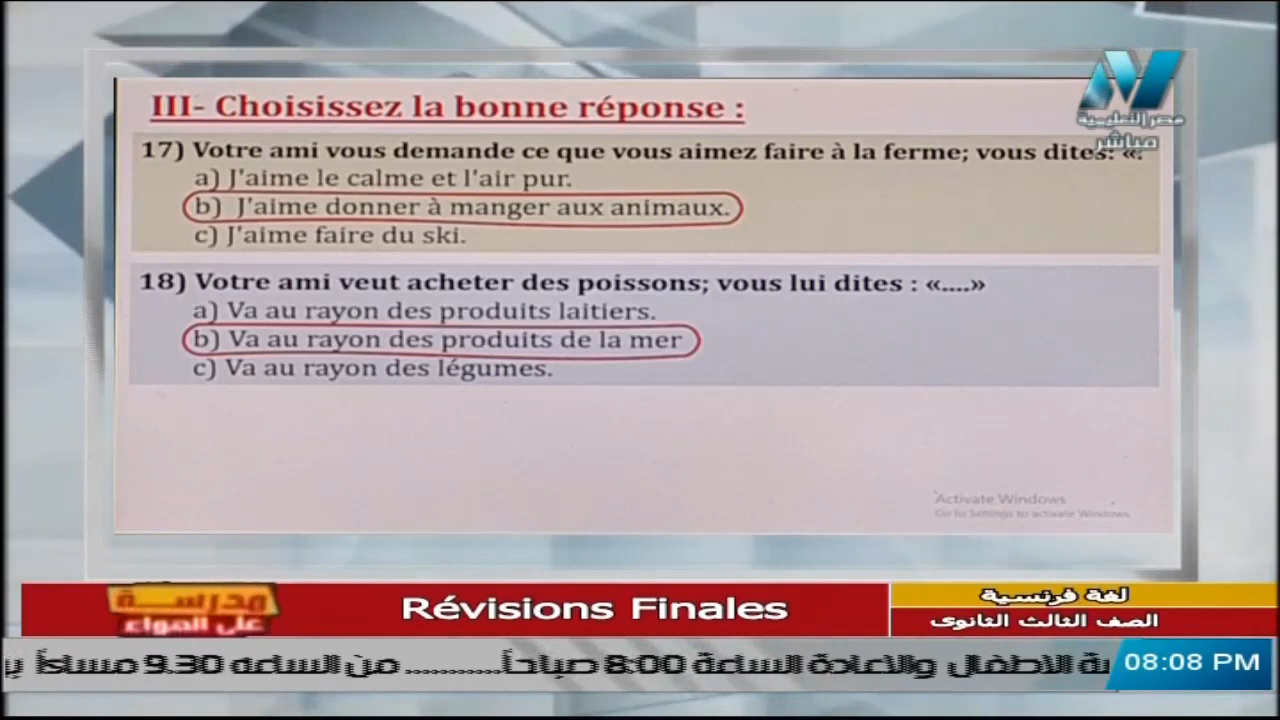 III- Choisissez la bonne réponse :
مصر التعليمية
مباشر
17) Votre ami vous demande ce que vous aimez faire à la ferme; vous dites: «.
a) J'aime le calme et l'air pur.
b) J'aime donner à manger aux animaux.
c) J'aime faire du ski.
18) Votre ami veut acheter des poissons; vous lui dites : «....»
a) Va au rayon des produits laitiers.
b) Va au rayon des produits de la mer
c) Va au rayon des légumes.
Activate Windows
Go to Settings to activate Windows.
مدرسة
على الهواء
Révisions Finales
لغة فرنسية
الصف الثالث الثانوى
الاطفال والاعادة الساعة 8:00 صباحاً...........من الساعه 9.30 مساءاً
08:08 PM